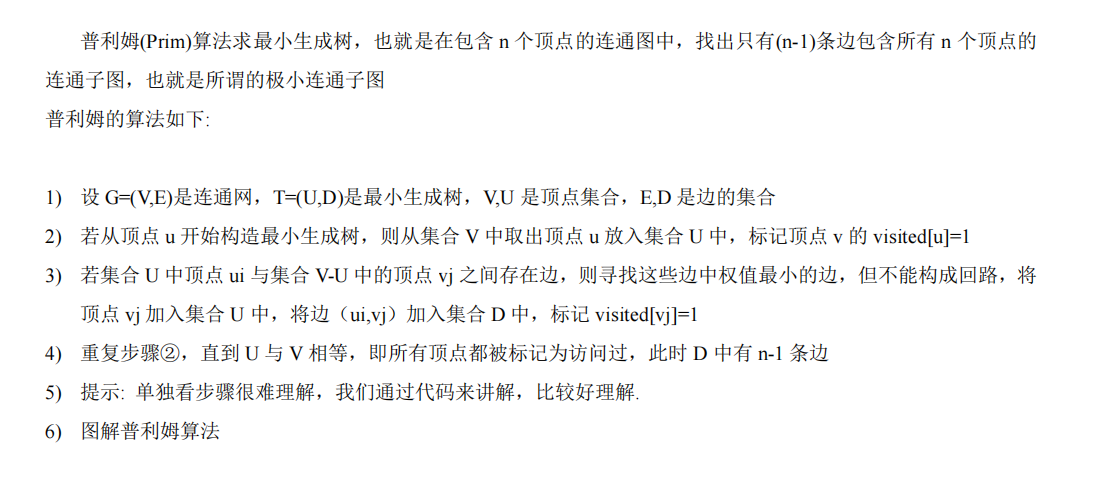 普利姆(Prim)算法求最小生成树，也就是在包含 n 个顶点的连通图中，找出只有(n-1)条边包含所有 n 个顶点的
连通子图，也就是所谓的极小连通子图
普利姆的算法如下:
1) 设 G=(V,E)是连通网，T=(U,D)是最小生成树，V,U 是顶点集合，E,D 是边的集合
2) 若从顶点 u 开始构造最小生成树，则从集合 V 中取出顶点 u 放入集合 U 中，标记顶点 v 的 visited[u]=1
3) 若集合 U 中顶点 ui 与集合 V-U 中的顶点 vj 之间存在边，则寻找这些边中权值最小的边，但不能构成回路，将
顶点 vj 加入集合 U 中，将边（ui,vj）加入集合 D 中，标记 visited[vj]=1
4) 重复步骤②，直到 U 与 V 相等，即所有顶点都被标记为访问过，此时 D 中有 n-1 条边
5) 提示: 单独看步骤很难理解，我们通过代码来讲解，比较好理解.
6) 图解普利姆算法